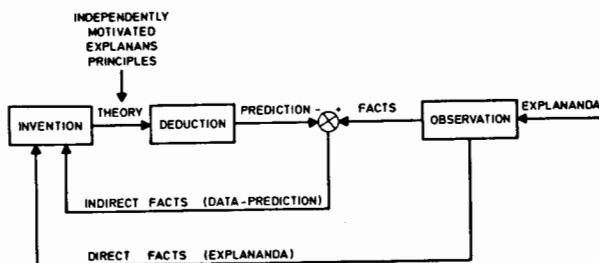 INDEPENDENTLY
MOTIVATED
EXPLANANS
PRINCIPLES
INVENTION
THEORY
DEDUCTION
PREDICTION - + FACTS
OBSERVATION
EXPLANANDA
INDIRECT FACTS (DATA-PREDICTION)
DIRECT FACTS (EXPLANANDA)